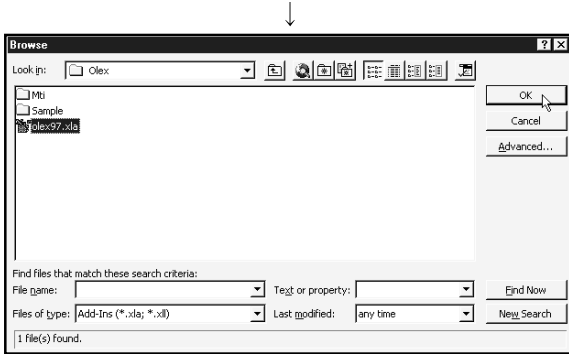 Browse
Look in: Olex
Mti
Sample
olex97.xla
OK
Cancel
Advanced...
Find files that match these search criteria:
File name: Text or property: Find Now
Files of type: Add-Ins (*.xla; *.xll) Last modified: any time New Search
1 file(s) found.